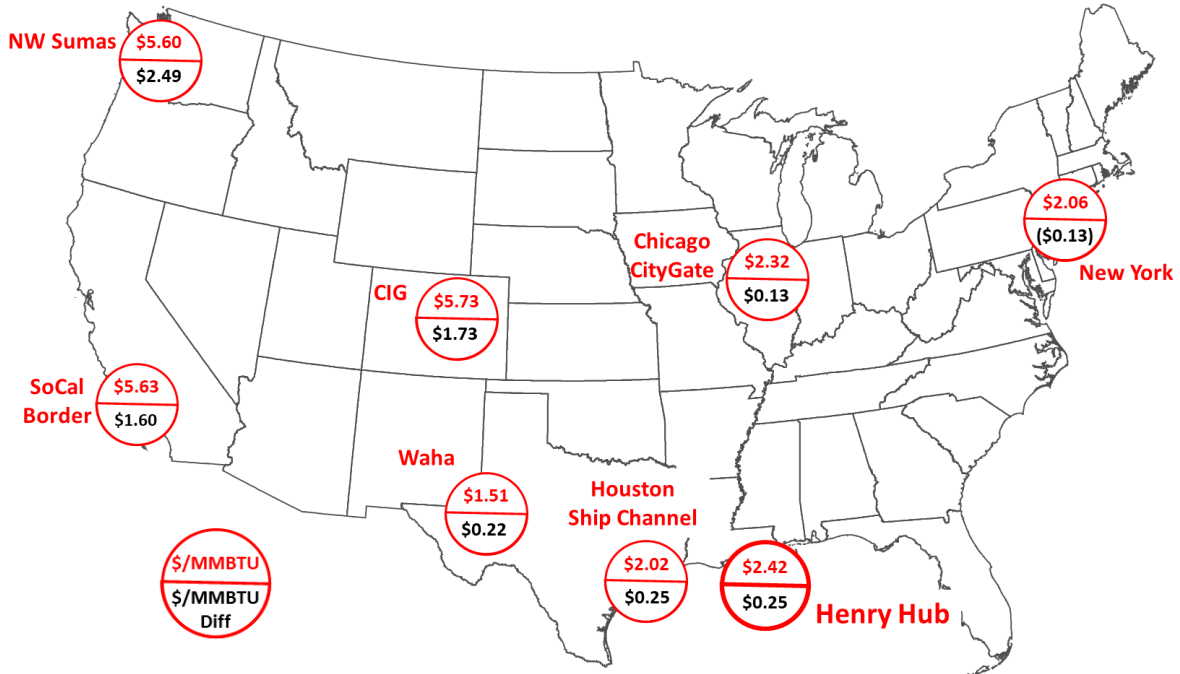 NW Sumas
$5.60
$2.49
$2.06
($0.13)
New York
Chicago
CityGate
$2.32
$0.13
CIG
$5.73
$1.73
SoCal
Border
$5.63
$1.60
Waha
$1.51
$0.22
Houston
Ship Channel
$2.02
$0.25
$2.42
$0.25
Henry Hub
$/MMBTU
$/MMBTU
Diff